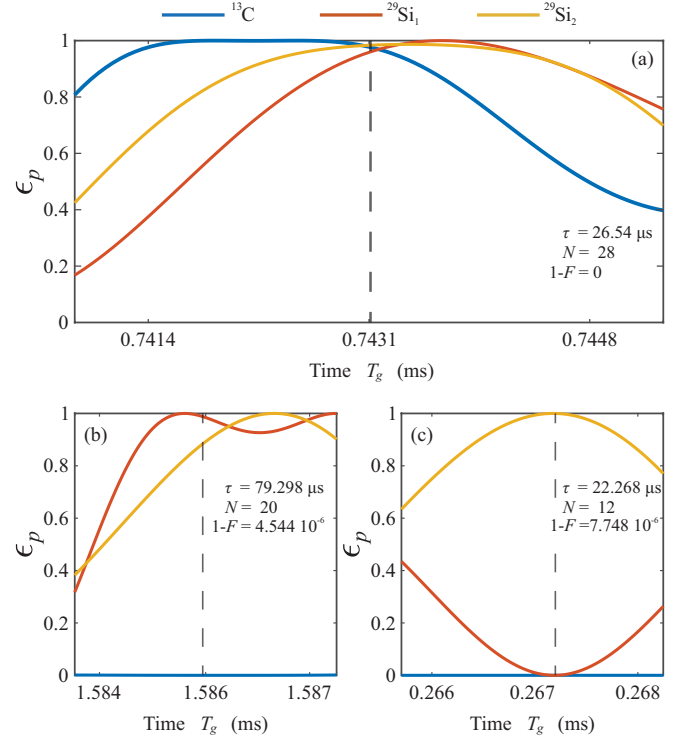 ¹³C ²⁹Si₁ ²⁹Si₂
(a)
1
0.8
0.6
0.4
0.2
0
ϵₚ
τ = 26.54 μs
N = 28
1-F = 0
0.7414 0.7431 0.7448
Time T_g (ms)
(b)
1
0.8
0.6
0.4
0.2
0
ϵₚ
τ = 79.298 μs
N = 20
1-F = 4.544 10⁻⁶
1.584 1.586 1.587
Time T_g (ms)
(c)
1
0.8
0.6
0.4
0.2
0
ϵₚ
τ = 22.268 μs
N = 12
1-F = 7.748 10⁻⁶
0.266 0.267 0.268
Time T_g (ms)